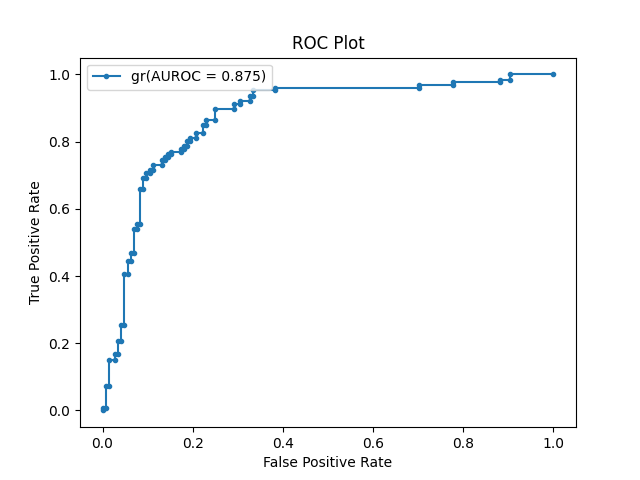 ROC Plot
gr(AUROC = 0.875)
1.0
0.8
0.6
0.4
0.2
0.0
True Positive Rate
0.0 0.2 0.4 0.6 0.8 1.0
False Positive Rate